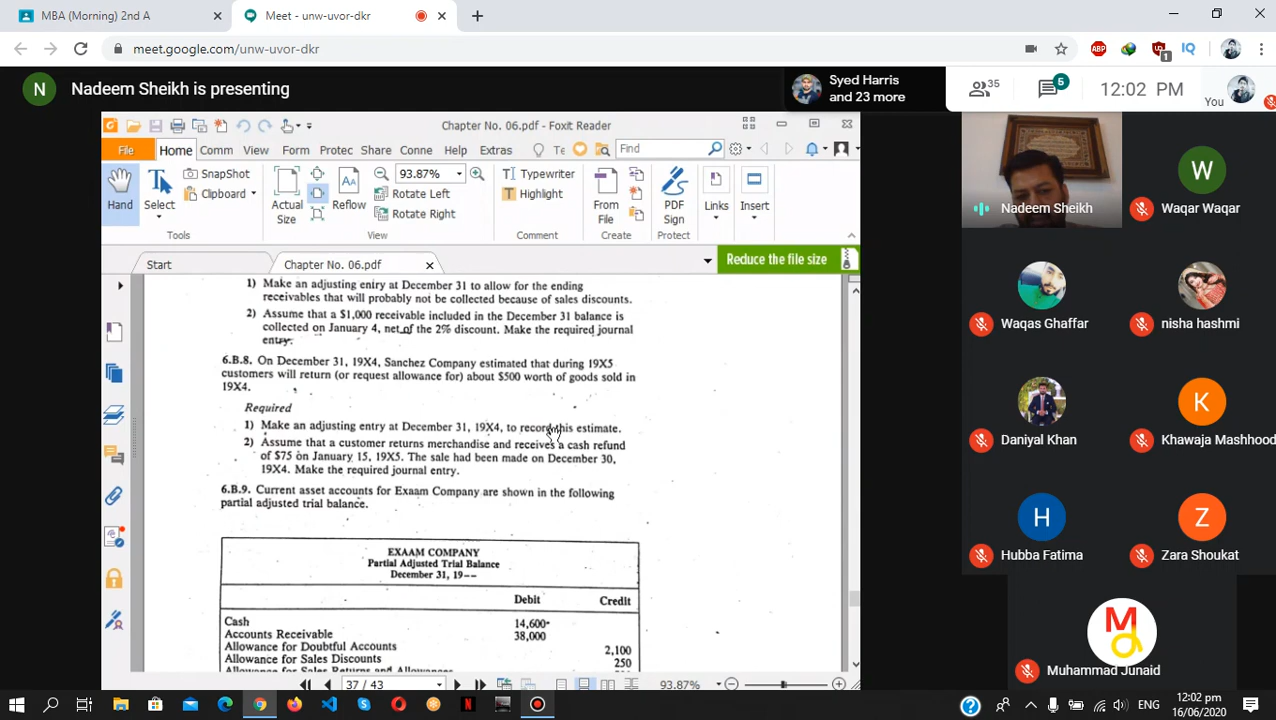 MBA (Morning) 2nd A
Meet - unw-uvor-dkr
meet.google.com/unw-uvor-dkr
ABP
1
IQ
N
Nadeem Sheikh is presenting
Syed Harris
and 23 more
35
5
12:02 PM
You
Chapter No. 06.pdf - Foxit Reader
File
Home
Comm
View
Form
Protec
Share
Conne
Help
Extras
Te
Find
Hand
Select
SnapShot
Clipboard
Actual
Size
Reflow
93.87%
Rotate Left
Rotate Right
Typewriter
Highlight
From
File
PDF
Sign
Links
Insert
Tools
View
Comment
Create
Protect
Start
Chapter No. 06.pdf
Reduce the file size
1) Make an adjusting entry at December 31 to allow for the ending
receivables that will probably not be collected because of sales discounts.
2) Assume that a $1,000 receivable included in the December 31 balance is
collected on January 4, net of the 2% discount. Make the required journal
entry.
6.B.8. On December 31, 19X4, Sanchez Company estimated that during 19X5
customers will return (or request allowance for) about $500 worth of goods sold in
19X4.
Required
1) Make an adjusting entry at December 31, 19X4, to record this estimate.
2) Assume that a customer returns merchandise and receives a cash refund
of $75 on January 15, 19X5. The sale had been made on December 30,
19X4. Make the required journal entry.
6.B.9. Current asset accounts for Exaam Company are shown in the following
partial adjusted trial balance.
EXAAM COMPANY
Partial Adjusted Trial Balance
December 31, 19--
Debit
Credit
Cash
14,600
Accounts Receivable
38,000
Allowance for Doubtful Accounts
2,100
Allowance for Sales Discounts
250
Allowance for Sales Returns and Allowances
37 / 43
93.87%
Nadeem Sheikh
W
Waqar Waqar
Waqas Ghaffar
nisha hashmi
Daniyal Khan
K
Khawaja Mashhood
H
Hubba Fatima
Z
Zara Shoukat
Muhammad Junaid
ENG
12:02 pm
16/06/2020